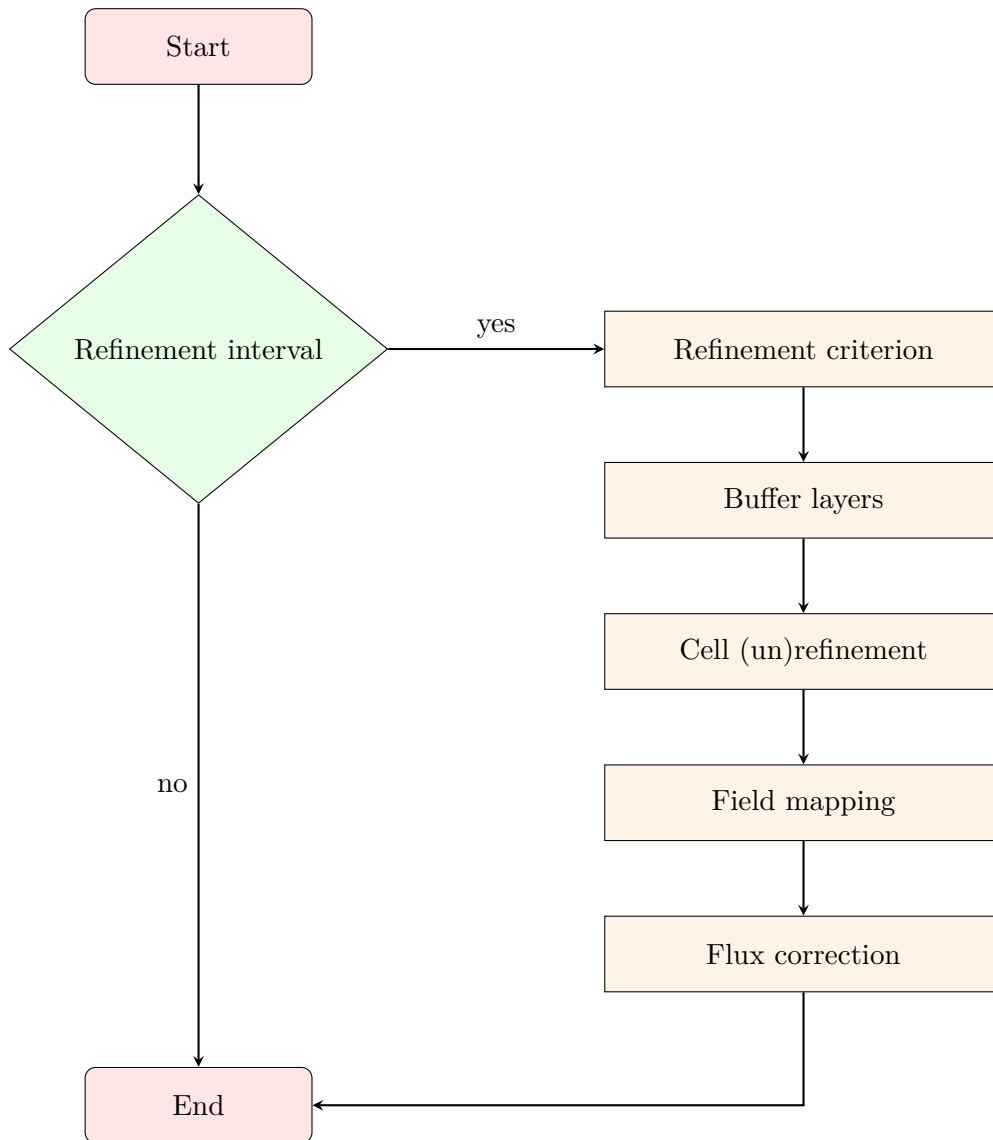 Start
Refinement interval
yes
Refinement criterion
Buffer layers
Cell (un)refinement
Field mapping
no
Flux correction
End